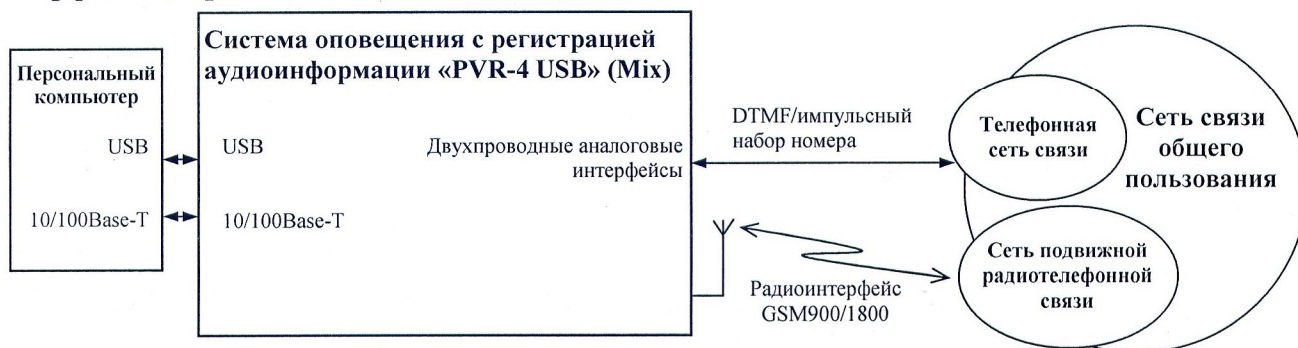 Персональный
компьютер
USB
10/100Base-T
Система оповещения с регистрацией
аудиоинформации «PVR-4 USB» (Mix)
USB
10/100Base-T
Двухпроводные аналоговые
интерфейсы
DTMF/импульсный
набор номера
Радиоинтерфейс
GSM900/1800
Телефонная
сеть связи
Сеть связи
общего
пользования
Сеть подвижной
радиотелефонной
связи